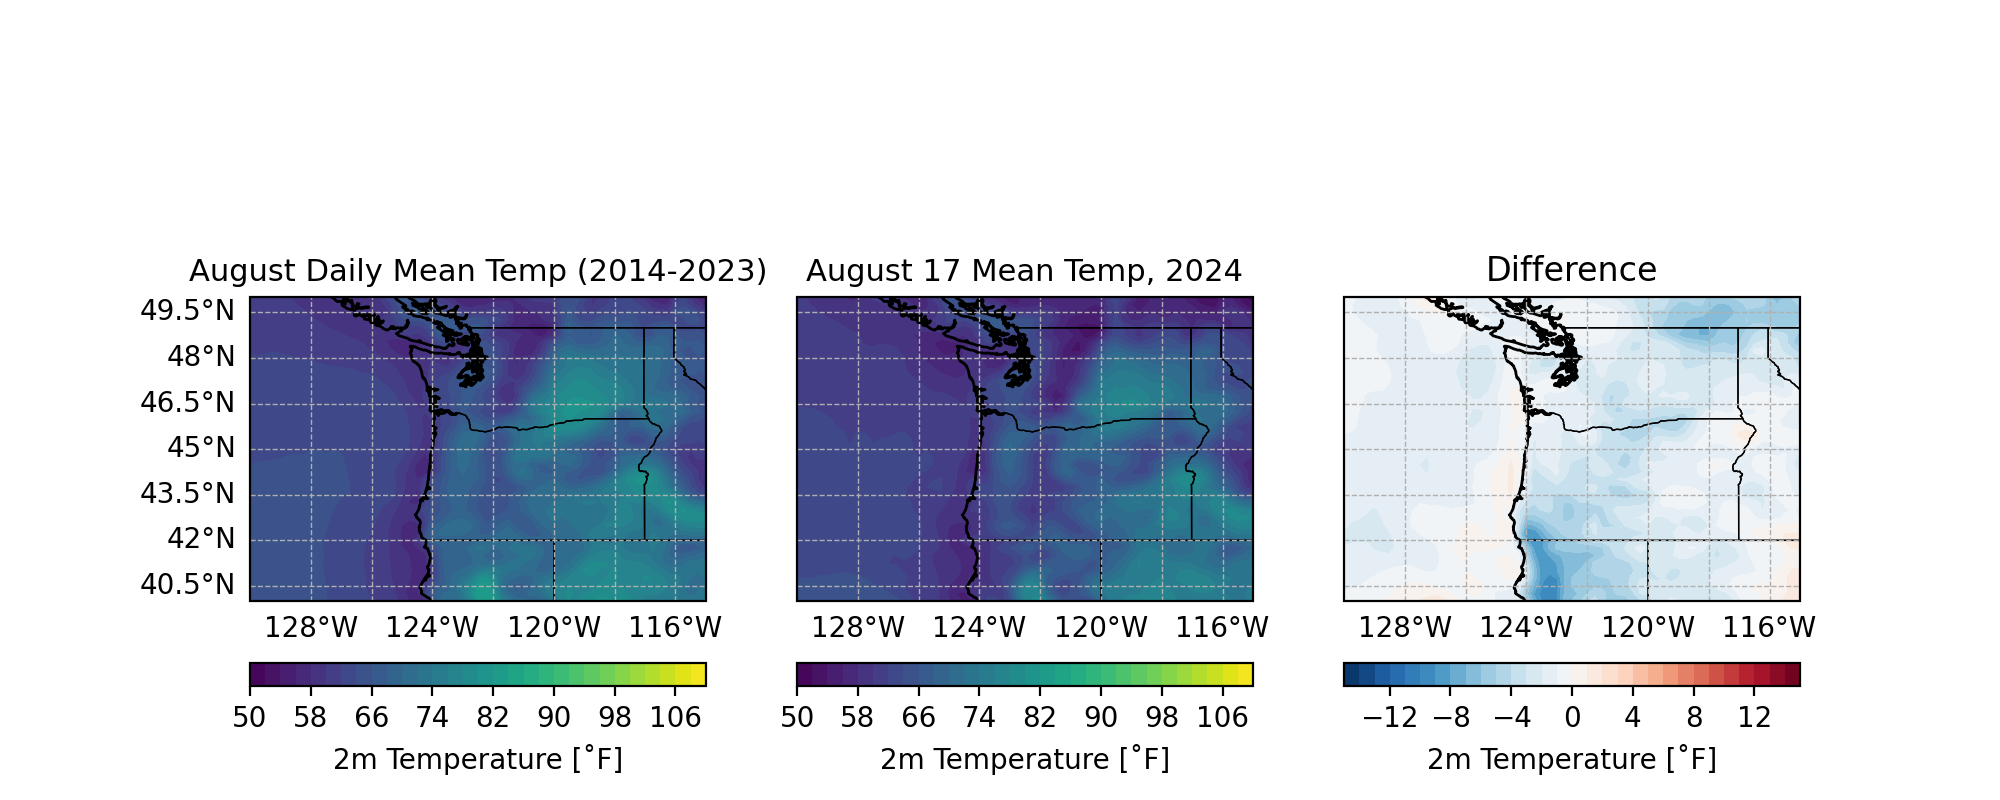 August Daily Mean Temp (2014-2023)
August 17 Mean Temp, 2024
Difference
49.5°N
48°N
46.5°N
45°N
43.5°N
42°N
40.5°N
128°W 124°W 120°W 116°W
128°W 124°W 120°W 116°W
128°W 124°W 120°W 116°W
50 58 66 74 82 90 98 106
50 58 66 74 82 90 98 106
−12 −8 −4 0 4 8 12
2m Temperature [˚F]
2m Temperature [˚F]
2m Temperature [˚F]